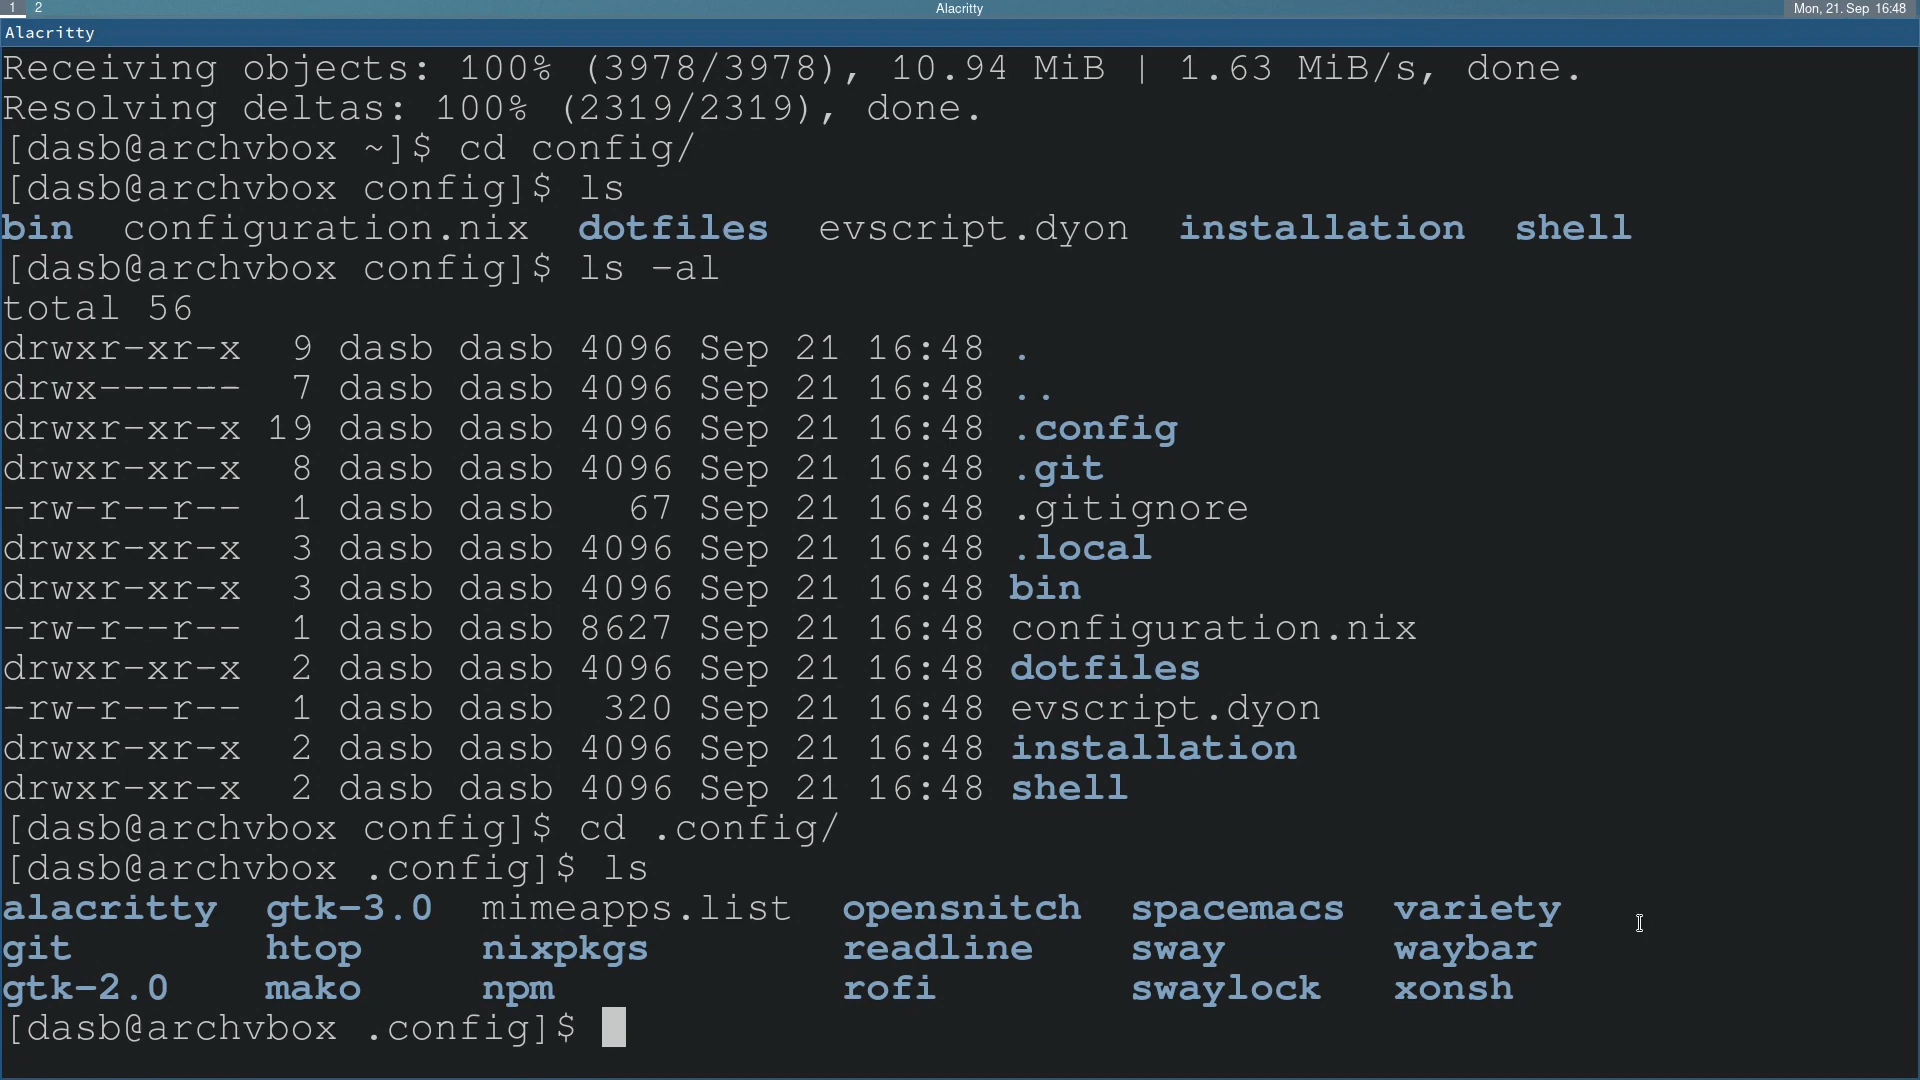 1 2 Alacritty Mon, 21. Sep 16:48
Alacritty
Receiving objects: 100% (3978/3978), 10.94 MiB | 1.63 MiB/s, done.
Resolving deltas: 100% (2319/2319), done.
[dasb@archvbox ~]$ cd config/
[dasb@archvbox config]$ ls
bin  configuration.nix  dotfiles  evscript.dyon  installation  shell
[dasb@archvbox config]$ ls -al
total 56
drwxr-xr-x  9 dasb dasb 4096 Sep 21 16:48 .
drwx------  7 dasb dasb 4096 Sep 21 16:48 ..
drwxr-xr-x 19 dasb dasb 4096 Sep 21 16:48 .config
drwxr-xr-x  8 dasb dasb 4096 Sep 21 16:48 .git
-rw-r--r--  1 dasb dasb   67 Sep 21 16:48 .gitignore
drwxr-xr-x  3 dasb dasb 4096 Sep 21 16:48 .local
drwxr-xr-x  3 dasb dasb 4096 Sep 21 16:48 bin
-rw-r--r--  1 dasb dasb 8627 Sep 21 16:48 configuration.nix
drwxr-xr-x  2 dasb dasb 4096 Sep 21 16:48 dotfiles
-rw-r--r--  1 dasb dasb  320 Sep 21 16:48 evscript.dyon
drwxr-xr-x  2 dasb dasb 4096 Sep 21 16:48 installation
drwxr-xr-x  2 dasb dasb 4096 Sep 21 16:48 shell
[dasb@archvbox config]$ cd .config/
[dasb@archvbox .config]$ ls
alacritty  gtk-3.0  mimeapps.list  opensnitch  spacemacs  variety
git        htop     nixpkgs        readline    sway       waybar
gtk-2.0    mako     npm            rofi        swaylock   xonsh
[dasb@archvbox .config]$